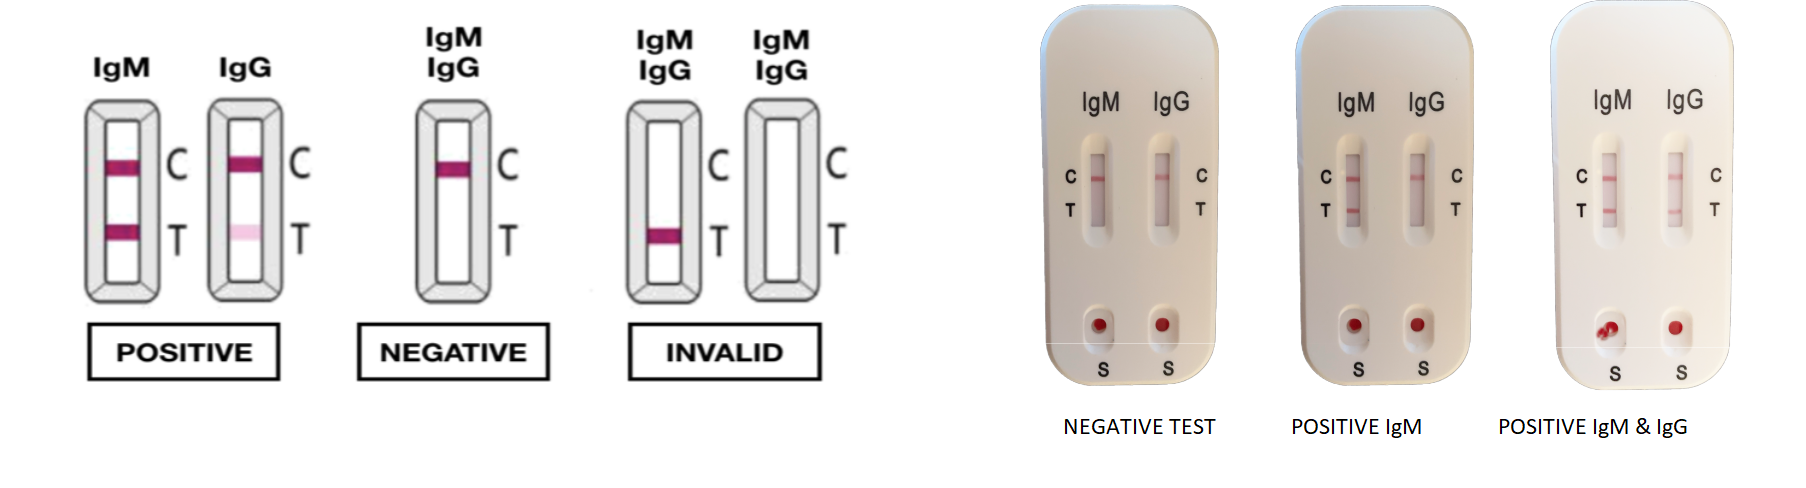 IgM
IgG
C
C
T
T
POSITIVE
IgM
IgG
C
T
NEGATIVE
IgM
IgG
IgM
IgG
C
C
T
T
INVALID
IgM IgG
C C
T T
S S
NEGATIVE TEST
IgM IgG
C C
T T
S S
POSITIVE IgM
IgM IgG
C C
T T
S S
POSITIVE IgM & IgG